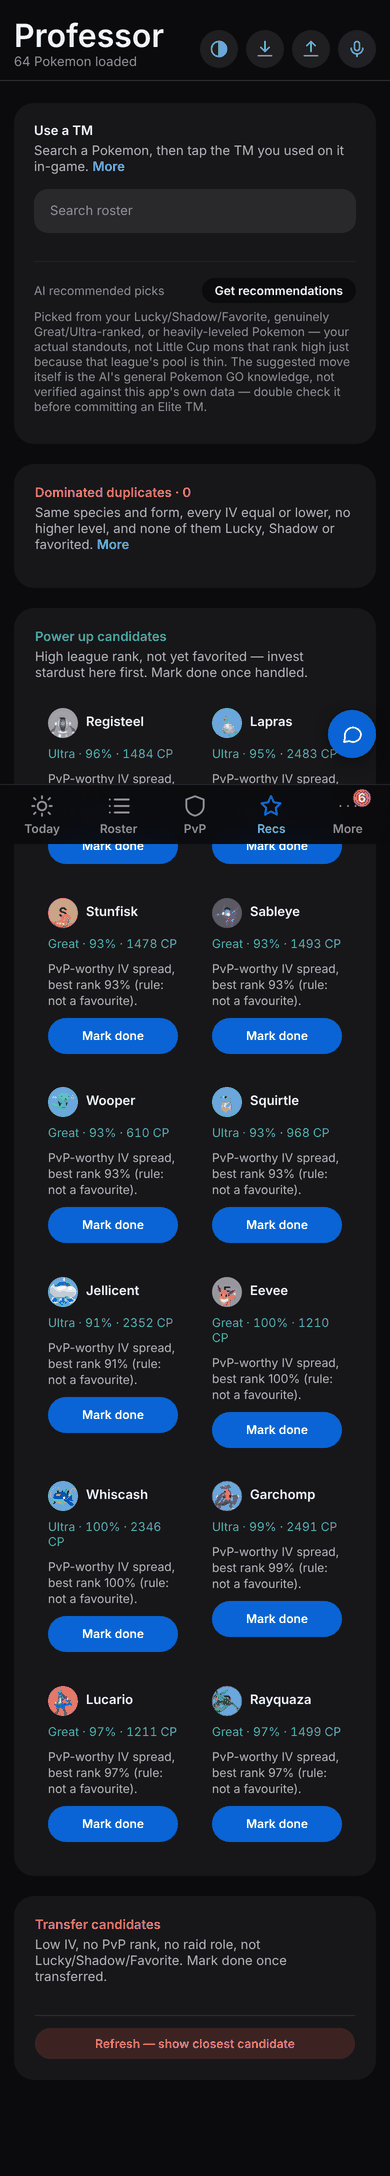 Professor
64 Pokemon loaded
Use a TM
Search a Pokemon, then tap the TM you used on it
in-game. More
Search roster
AI recommended picks
Get recommendations
Picked from your Lucky/Shadow/Favorite, genuinely
Great/Ultra-ranked, or heavily-leveled Pokemon — your
actual standouts, not Little Cup mons that rank high just
because that league's pool is thin. The suggested move
itself is the AI's general Pokemon GO knowledge, not
verified against this app's own data — double check it
before committing an Elite TM.
Dominated duplicates · 0
Same species and form, every IV equal or lower, no
higher level, and none of them Lucky, Shadow or
favorited. More
Power up candidates
High league rank, not yet favorited — invest
stardust here first. Mark done once handled.
Registeel
Ultra · 96% · 1484 CP
PvP-worthy IV spread,
Lapras
Ultra · 95% · 2483 CP
PvP-worthy IV spread,
6
Today
Roster
PvP
Recs
More
Mark done
Mark done
Stunfisk
Great · 93% · 1478 CP
PvP-worthy IV spread,
best rank 93% (rule:
not a favourite).
Mark done
Sableye
Great · 93% · 1493 CP
PvP-worthy IV spread,
best rank 93% (rule:
not a favourite).
Mark done
Wooper
Great · 93% · 610 CP
PvP-worthy IV spread,
best rank 93% (rule:
not a favourite).
Mark done
Squirtle
Ultra · 93% · 968 CP
PvP-worthy IV spread,
best rank 93% (rule:
not a favourite).
Mark done
Jellicent
Ultra · 91% · 2352 CP
PvP-worthy IV spread,
best rank 91% (rule:
not a favourite).
Mark done
Eevee
Great · 100% · 1210
CP
PvP-worthy IV spread,
best rank 100% (rule:
not a favourite).
Mark done
Whiscash
Ultra · 100% · 2346
CP
PvP-worthy IV spread,
best rank 100% (rule:
not a favourite).
Mark done
Garchomp
Ultra · 99% · 2491 CP
PvP-worthy IV spread,
best rank 99% (rule:
not a favourite).
Mark done
Lucario
Great · 97% · 1211 CP
PvP-worthy IV spread,
best rank 97% (rule:
not a favourite).
Mark done
Rayquaza
Great · 97% · 1499 CP
PvP-worthy IV spread,
best rank 97% (rule:
not a favourite).
Mark done
Transfer candidates
Low IV, no PvP rank, no raid role, not
Lucky/Shadow/Favorite. Mark done once
transferred.
Refresh — show closest candidate